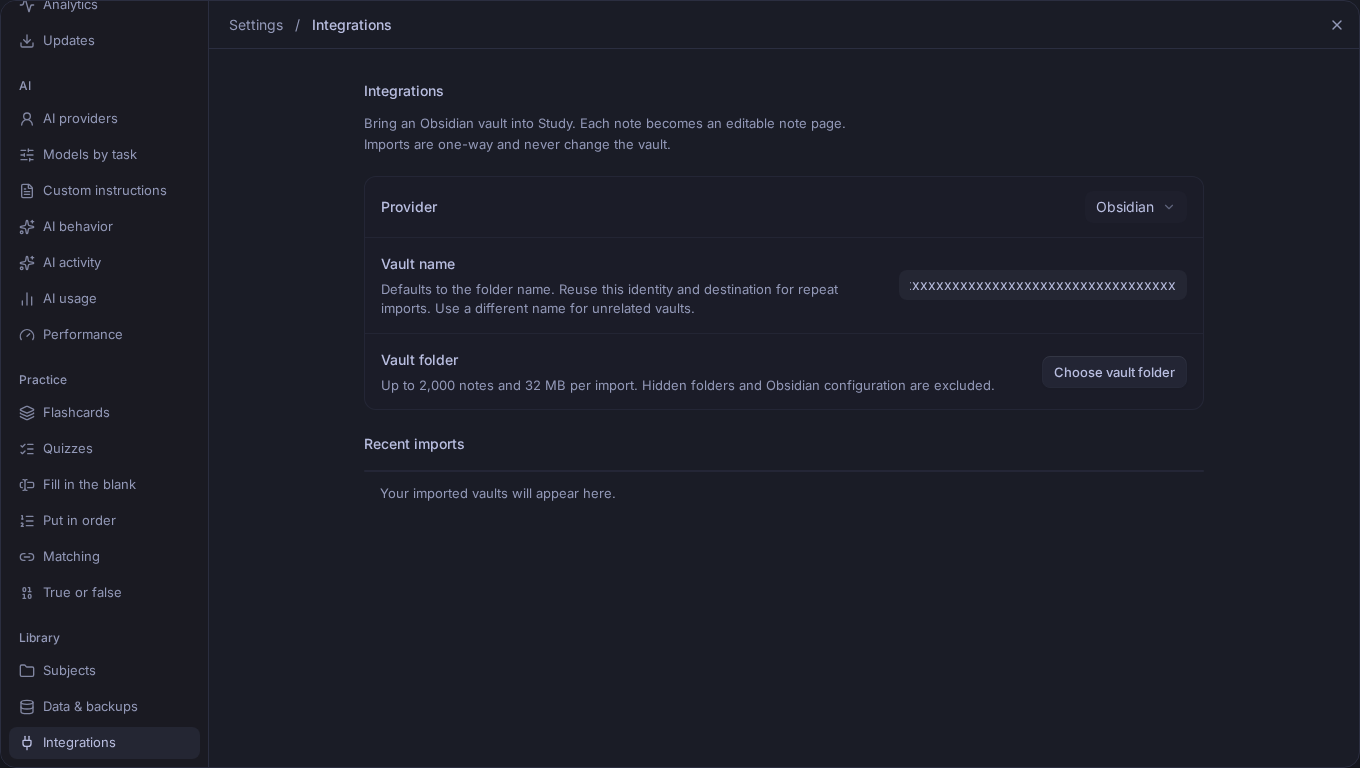 Analytics
Updates
AI
AI providers
Models by task
Custom instructions
AI behavior
AI activity
AI usage
Performance
Practice
Flashcards
Quizzes
Fill in the blank
Put in order
Matching
True or false
Library
Subjects
Data & backups
Integrations
Settings / Integrations
Integrations
Bring an Obsidian vault into Study. Each note becomes an editable note page.
Imports are one-way and never change the vault.
Provider
Obsidian
Vault name
Defaults to the folder name. Reuse this identity and destination for repeat
imports. Use a different name for unrelated vaults.
Vault folder
Up to 2,000 notes and 32 MB per import. Hidden folders and Obsidian configuration are excluded.
Choose vault folder
Recent imports
Your imported vaults will appear here.